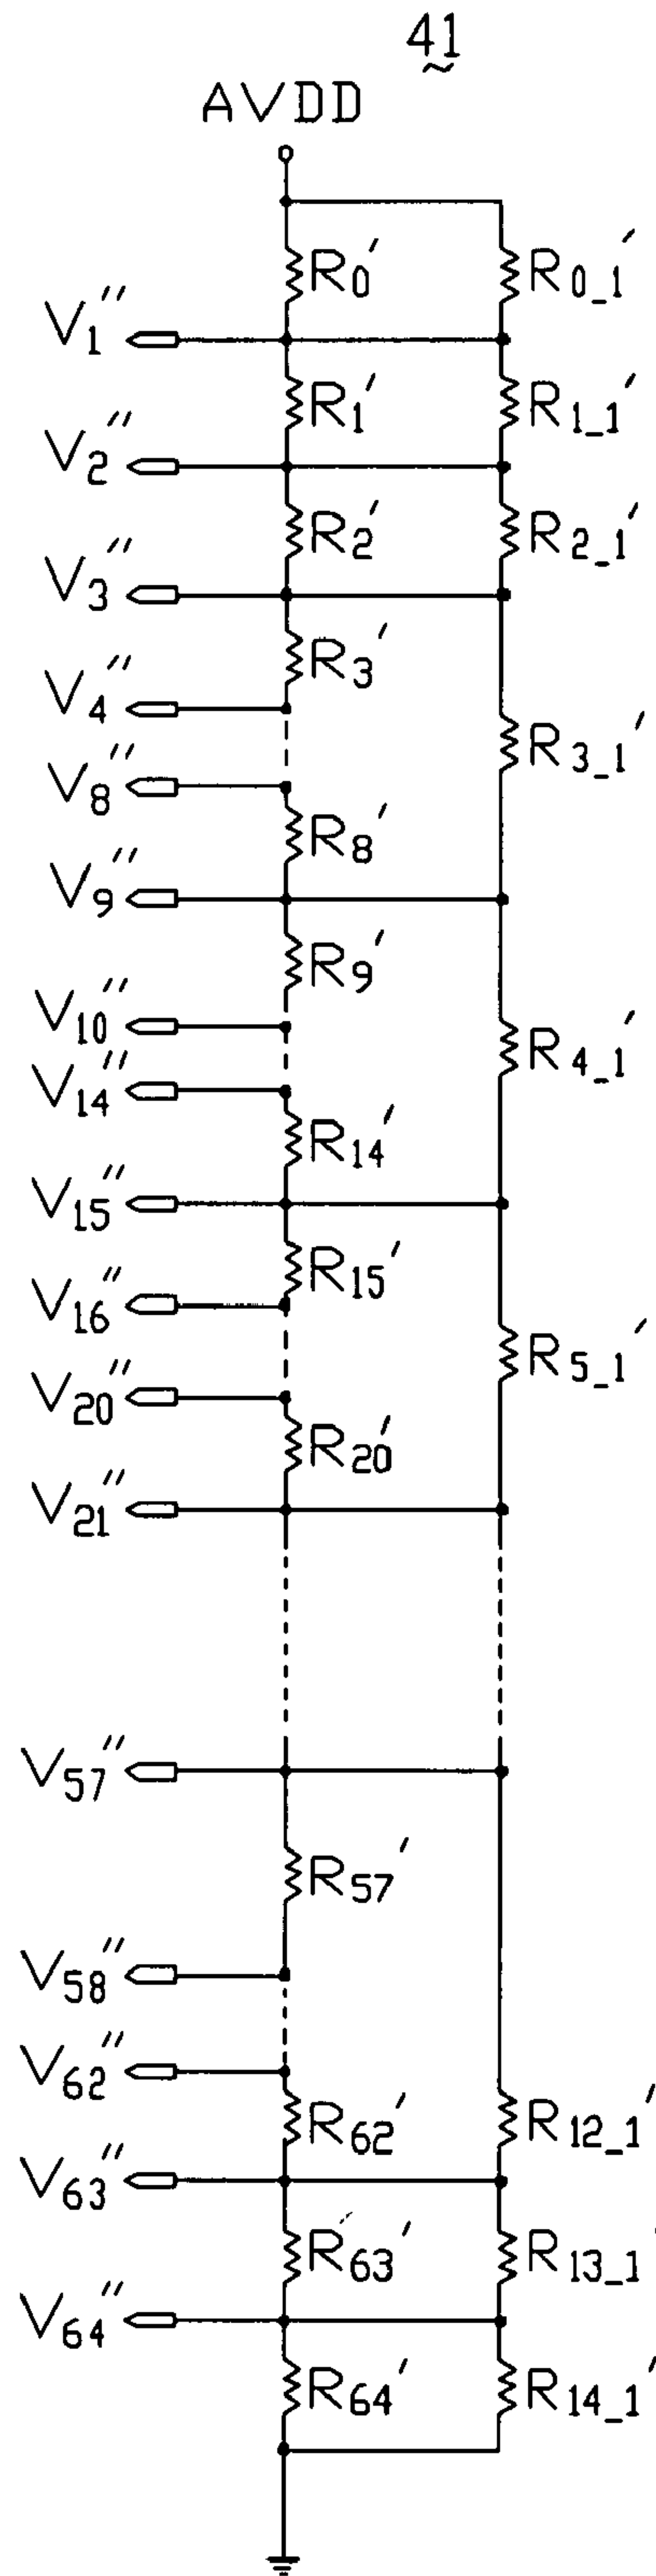 41
AVDD
R0' R0_1'
V1''
R1' R1_1'
V2''
R2' R2_1'
V3''
R3'
V4''
R3_1'
V8''
R8'
V9''
R9'
V10''
R4_1'
V14''
R14'
V15''
R15'
V16''
R5_1'
V20''
R20'
V21''
V57''
R57'
V58''
V62''
R62' R12_1'
V63''
R63' R13_1'
V64''
R64' R14_1'